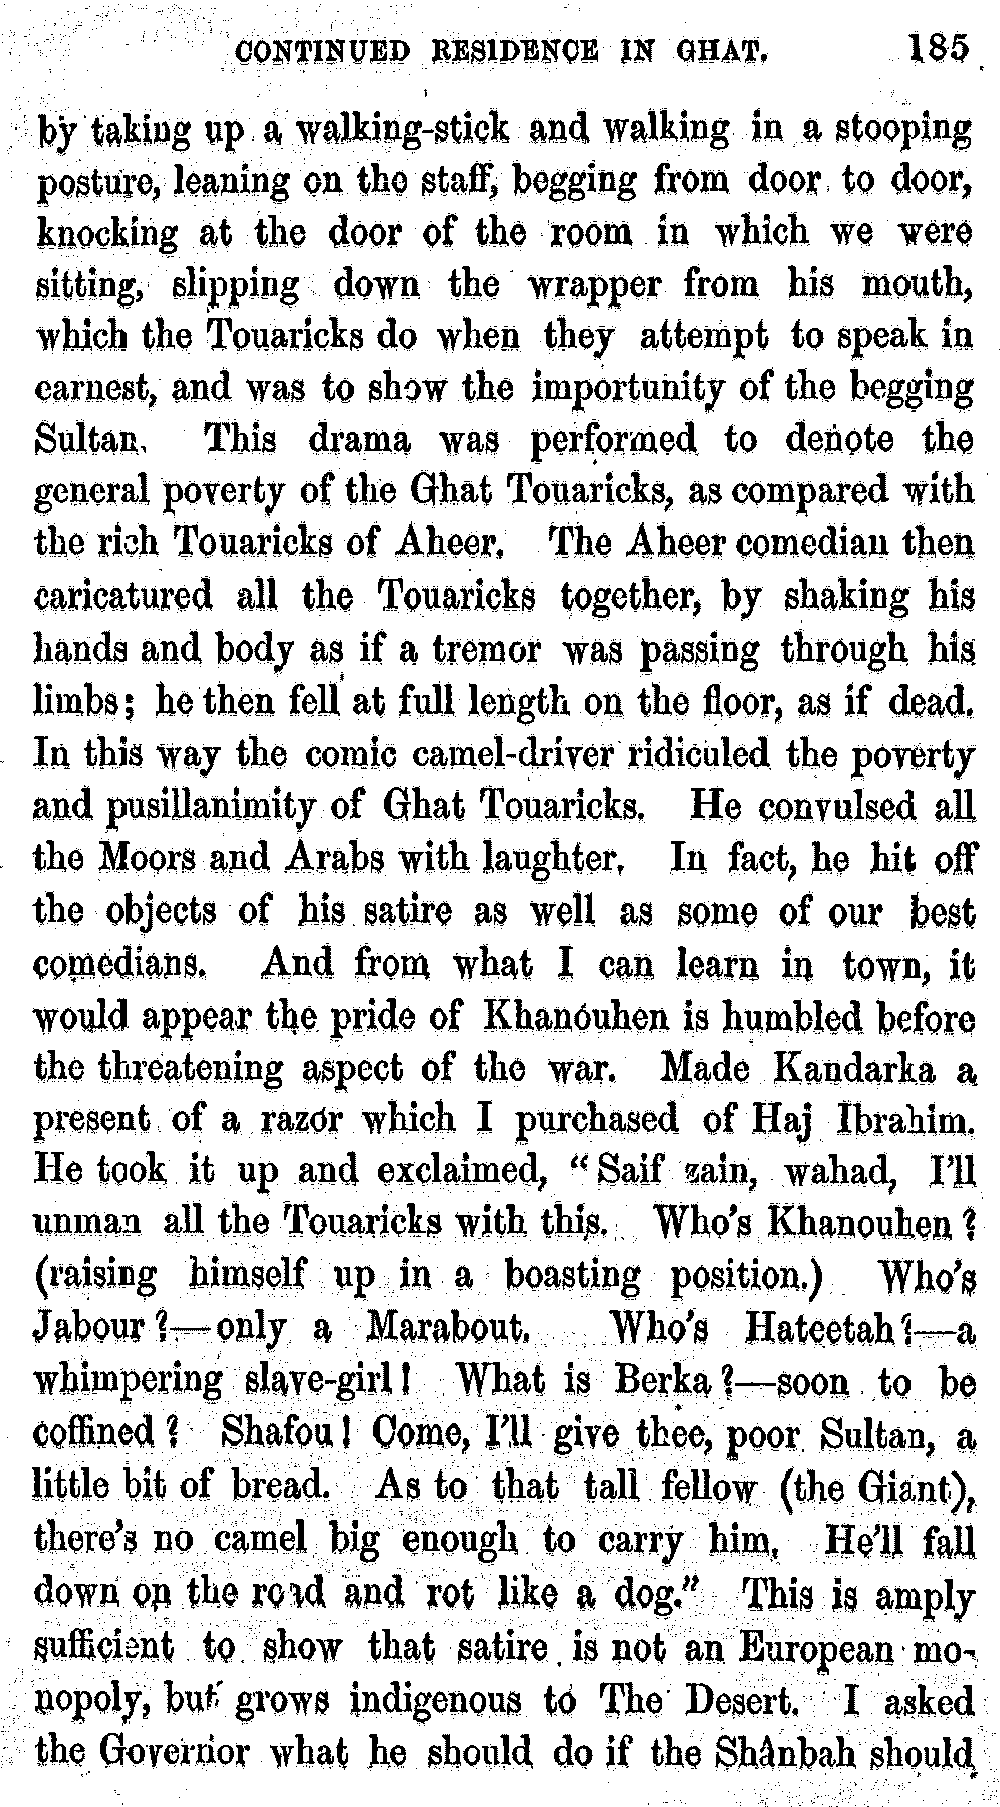 CONTINUED RESIDENCE IN GHAT. 185
by taking up a walking-stick and walking in a stooping
posture, leaning on the staff, begging from door to door,
knocking at the door of the room in which we were
sitting, slipping down the wrapper from his mouth,
which the Touaricks do when they attempt to speak in
earnest, and was to show the importunity of the begging
Sultan. This drama was performed to denote the
general poverty of the Ghat Touaricks, as compared with
the rich Touaricks of Aheer. The Aheer comedian then
caricatured all the Touaricks together, by shaking his
hands and body as if a tremor was passing through his
limbs; he then fell at full length on the floor, as if dead.
In this way the comic camel-driver ridiculed the poverty
and pusillanimity of Ghat Touaricks. He convulsed all
the Moors and Arabs with laughter. In fact, he hit off
the objects of his satire as well as some of our best
comedians. And from what I can learn in town, it
would appear the pride of Khanouhen is humbled before
the threatening aspect of the war. Made Kandarka a
present of a razor which I purchased of Haj Ibrahim.
He took it up and exclaimed, "Saif zain, wahad, I'll
unman all the Touaricks with this. Who's Khanouhen?
(raising himself up in a boasting position.) Who's
Jabour?—only a Marabout. Who's Hateetah?—a
whimpering slave-girl! What is Berka?—soon to be
coffined? Shafou! Come, I'll give thee, poor Sultan, a
little bit of bread. As to that tall fellow (the Giant),
there's no camel big enough to carry him. He'll fall
down on the road and rot like a dog." This is amply
sufficient to show that satire is not an European mo-
nopoly, but grows indigenous to The Desert. I asked
the Governor what he should do if the Shânbah should